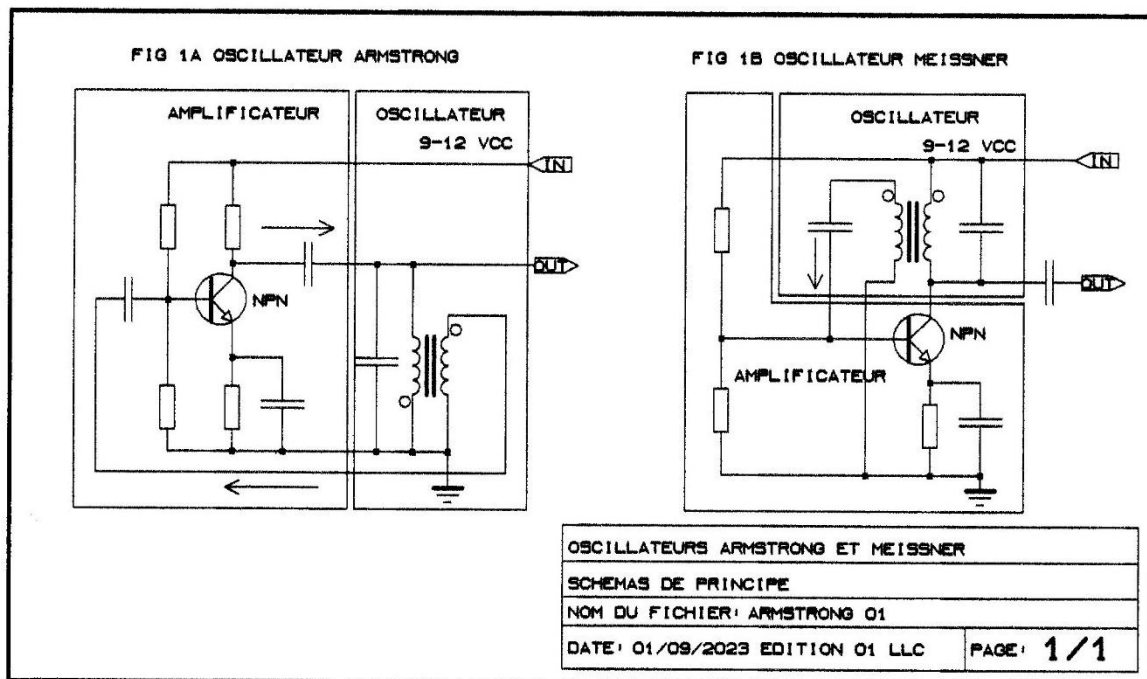 FIG 1A OSCILLATEUR ARMSTRONG
AMPLIFICATEUR
OSCILLATEUR
9-12 VCC
IN
OUT
NPN
FIG 1B OSCILLATEUR MEISSNER
OSCILLATEUR
9-12 VCC
IN
OUT
NPN
AMPLIFICATEUR
OSCILLATEURS ARMSTRONG ET MEISSNER
SCHEMAS DE PRINCIPE
NOM DU FICHIER: ARMSTRONG 01
DATE: 01/09/2023 EDITION 01 LLC
PAGE: 1/1